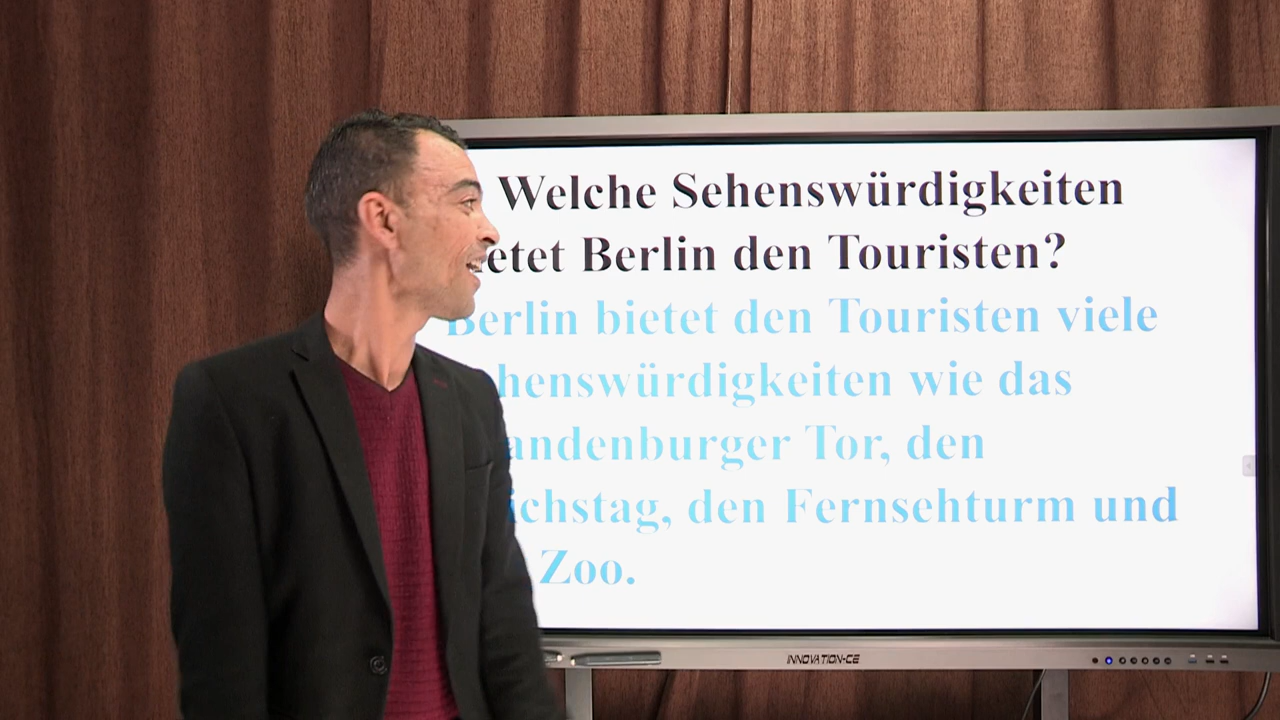 Welche Sehenswürdigkeiten
Berlin den Touristen?
Berlin bietet den Touristen viele
wie das
Tor, den
den Fernsehturm und
Zoo.
INNOVATION-CE